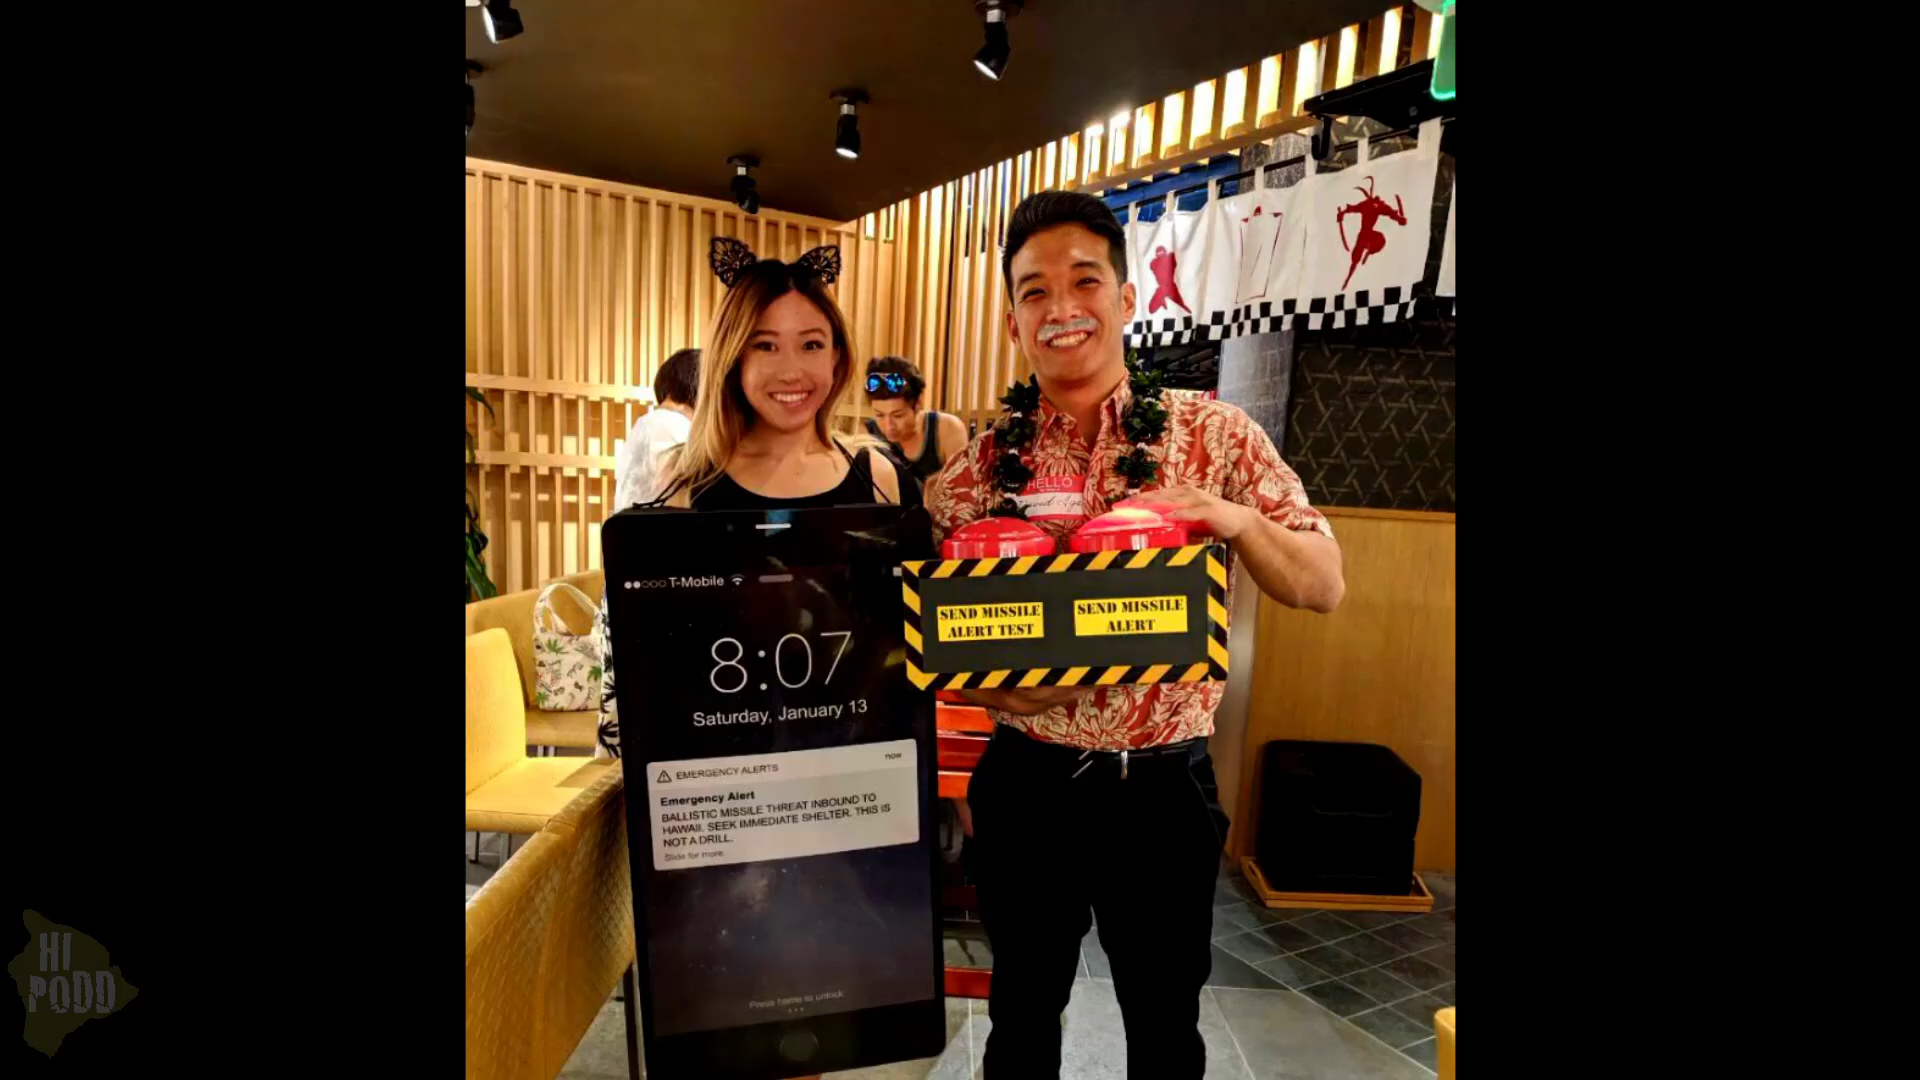 HELLO
T-Mobile
8:07
Saturday, January 13
EMERGENCY ALERTS
now
Emergency Alert
BALLISTIC MISSILE THREAT INBOUND TO
HAWAII. SEEK IMMEDIATE SHELTER. THIS IS
NOT A DRILL.
Slide for more
Press home to unlock
SEND MISSILE
ALERT TEST
SEND MISSILE
ALERT
HI
PODD